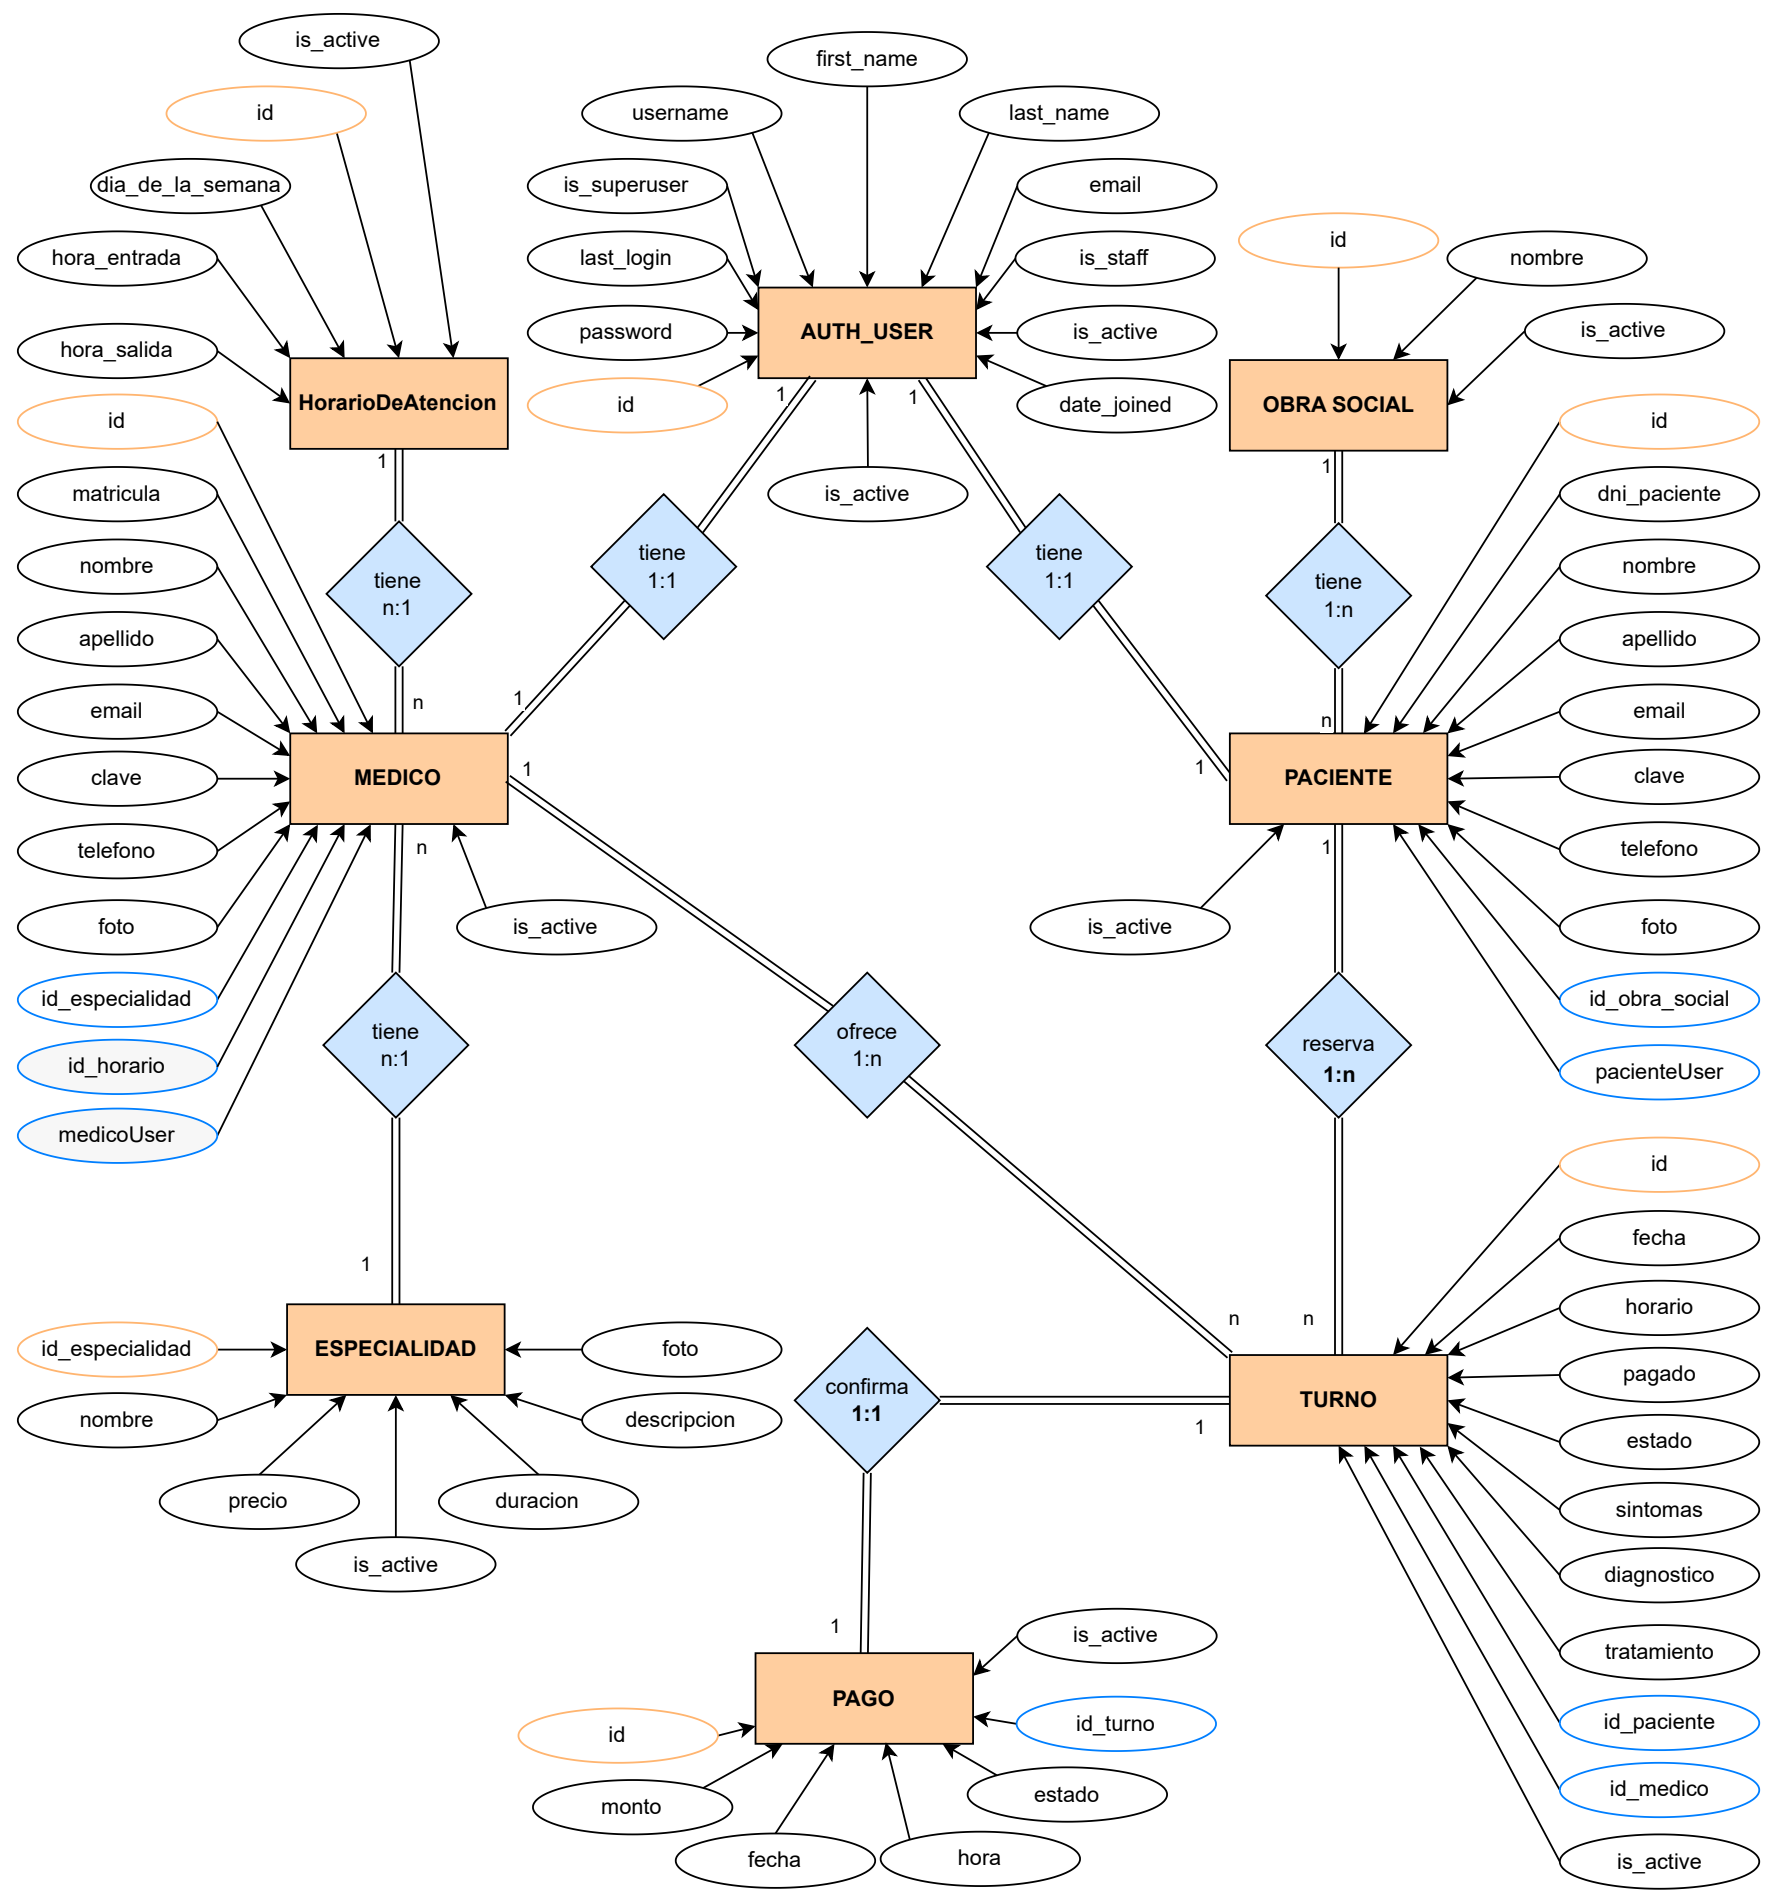 is_active
first_name
id
username
last_name
dia_de_la_semana
is_superuser
email
id
hora_entrada
last_login
is_staff
nombre
AUTH_USER
password
is_active
is_active
hora_salida
HorarioDeAtencion
1
1
id
date_joined
OBRA SOCIAL
id
id
1
1
matricula
is_active
dni_paciente
tiene
1:1
tiene
1:1
nombre
tiene
n:1
tiene
1:n
nombre
apellido
apellido
n
1
n
email
email
clave
MEDICO
1
1
PACIENTE
clave
telefono
n
1
telefono
foto
is_active
is_active
foto
id_especialidad
id_obra_social
tiene
n:1
ofrece
1:n
reserva
1:n
id_horario
pacienteUser
medicoUser
id
fecha
1
n
n
horario
id_especialidad
ESPECIALIDAD
foto
confirma
1:1
TURNO
pagado
nombre
descripcion
1
estado
precio
duracion
sintomas
is_active
diagnostico
1
is_active
tratamiento
PAGO
id
id_turno
id_paciente
monto
estado
id_medico
fecha
hora
is_active